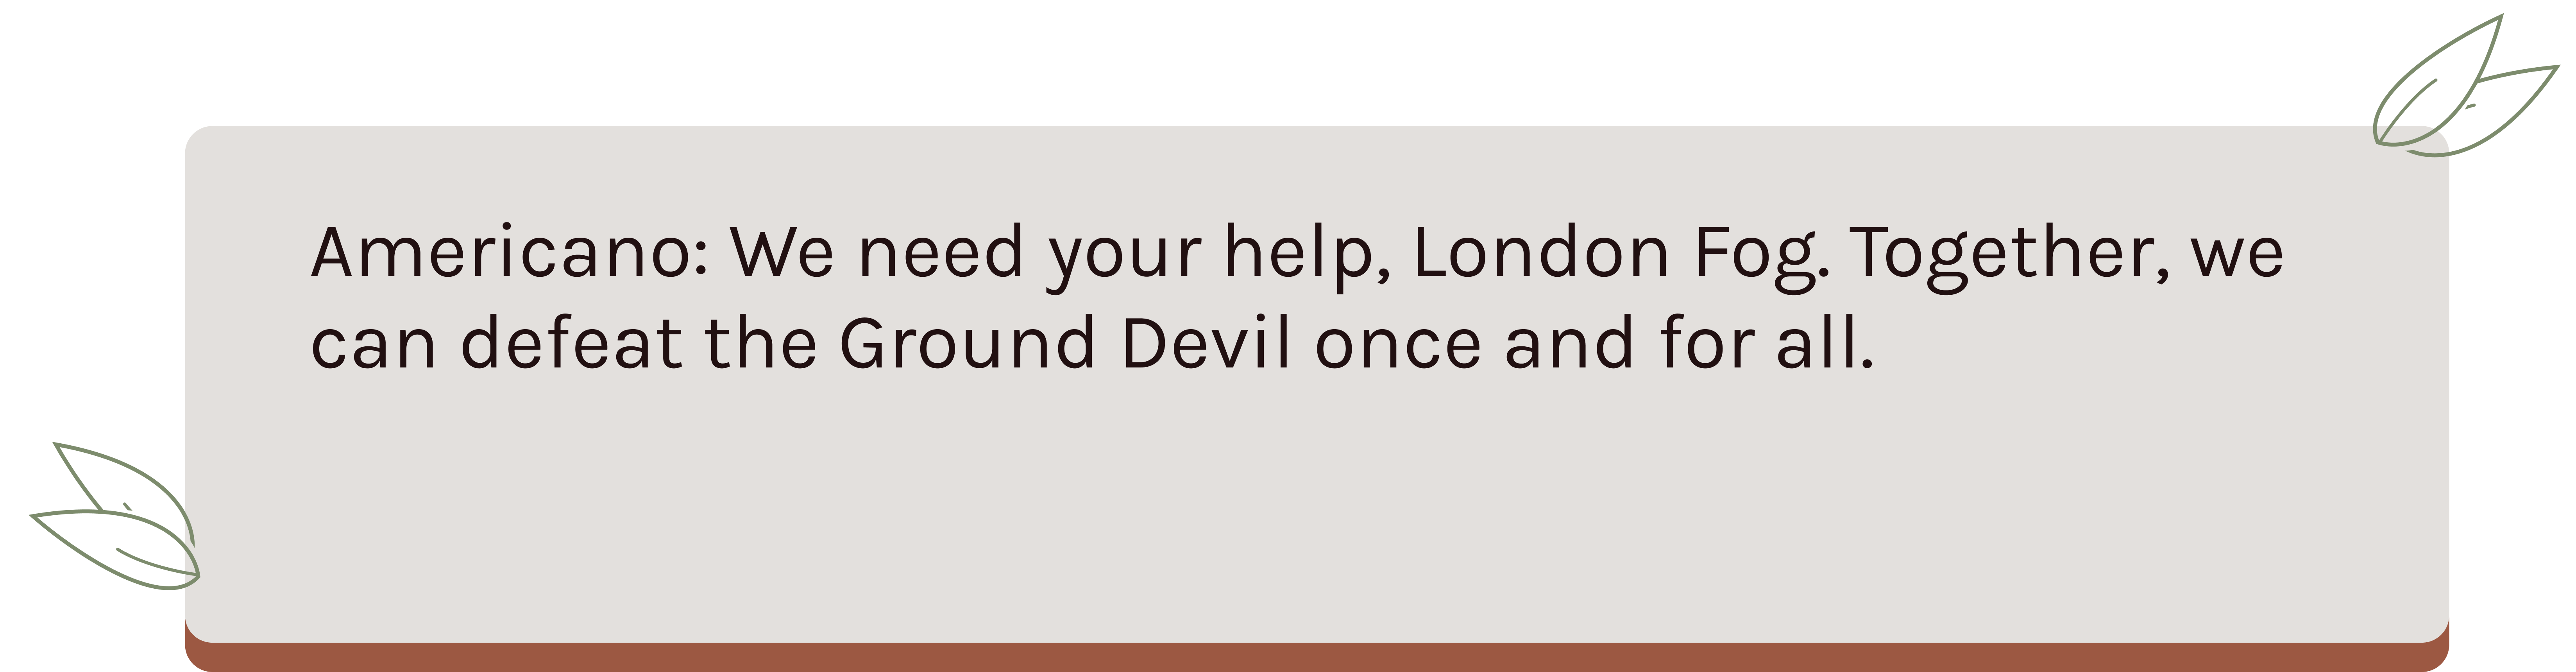 Americano: We need your help, London Fog. Together, we
can defeat the Ground Devil once and for all.